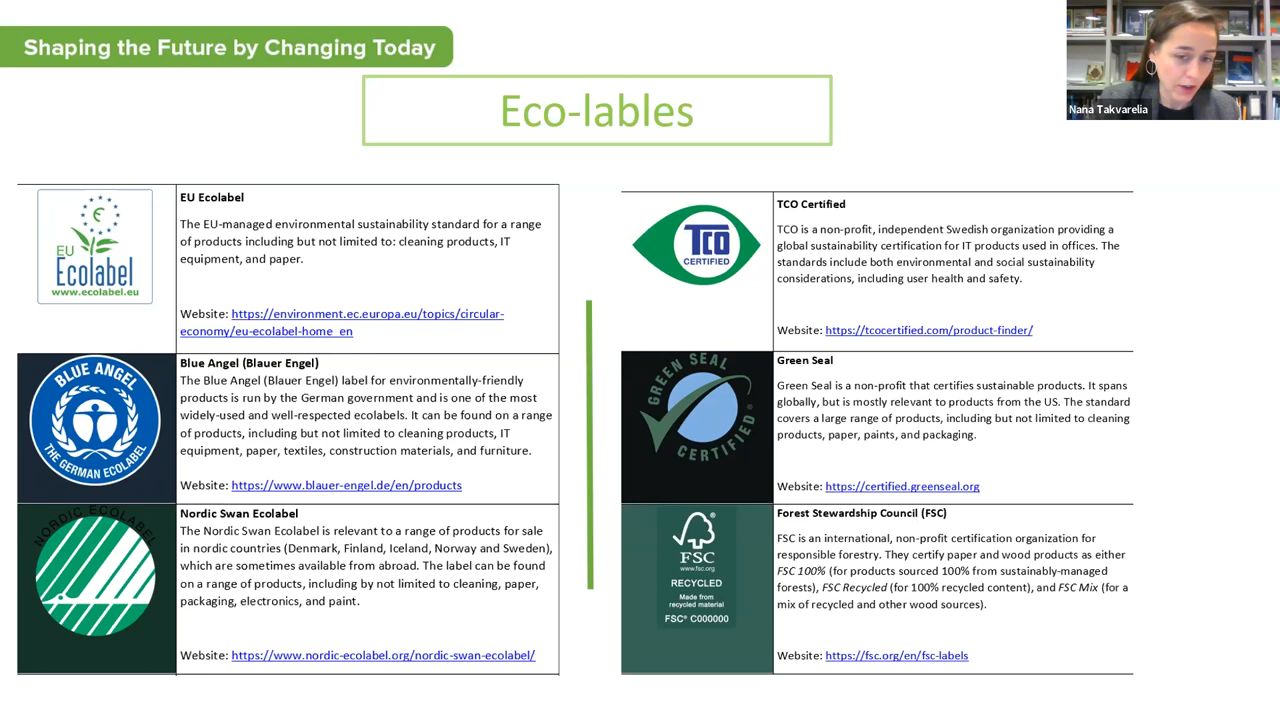 Shaping the Future by Changing Today
Nana Takvarelia
Eco-lables
EU
Ecolabel
www.ecolabel.eu
EU Ecolabel
The EU-managed environmental sustainability standard for a range
of products including but not limited to: cleaning products, IT
equipment, and paper.
Website: https://environment.ec.europa.eu/topics/circular-
economy/eu-ecolabel-home_en
BLUE ANGEL
THE GERMAN ECOLABEL
Blue Angel (Blauer Engel)
The Blue Angel (Blauer Engel) label for environmentally-friendly
products is run by the German government and is one of the most
widely-used and well-respected ecolabels. It can be found on a range
of products, including but not limited to cleaning products, IT
equipment, paper, textiles, construction materials, and furniture.
Website: https://www.blauer-engel.de/en/products
NORDIC ECOLABEL
Nordic Swan Ecolabel
The Nordic Swan Ecolabel is relevant to a range of products for sale
in nordic countries (Denmark, Finland, Iceland, Norway and Sweden),
which are sometimes available from abroad. The label can be found
on a range of products, including by not limited to cleaning, paper,
packaging, electronics, and paint.
Website: https://www.nordic-ecolabel.org/nordic-swan-ecolabel/
TCO
CERTIFIED
TCO Certified
TCO is a non-profit, independent Swedish organization providing a
global sustainability certification for IT products used in offices. The
standards include both environmental and social sustainability
considerations, including user health and safety.
Website: https://tcocertified.com/product-finder/
GREEN SEAL
CERTIFIED
®
Green Seal
Green Seal is a non-profit that certifies sustainable products. It spans
globally, but is mostly relevant to products from the US. The standard
covers a large range of products, including but not limited to cleaning
products, paper, paints, and packaging.
Website: https://certified.greenseal.org
®
FSC
www.fsc.org
RECYCLED
Made from
recycled material
FSC® C000000
Forest Stewardship Council (FSC)
FSC is an international, non-profit certification organization for
responsible forestry. They certify paper and wood products as either
FSC 100% (for products sourced 100% from sustainably-managed
forests), FSC Recycled (for 100% recycled content), and FSC Mix (for a
mix of recycled and other wood sources).
Website: https://fsc.org/en/fsc-labels